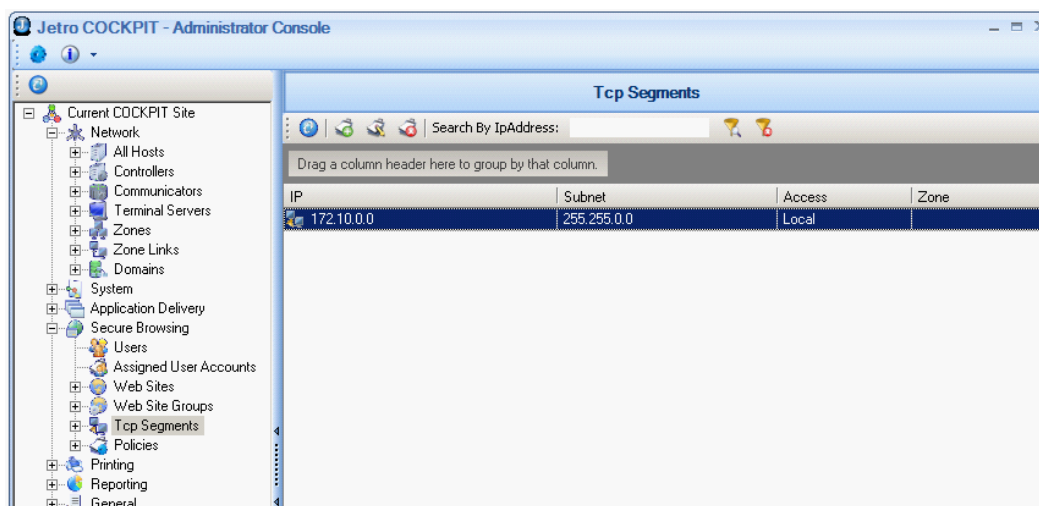 Jetro COCKPIT - Administrator Console
Tcp Segments
Current COCKPIT Site
Network
All Hosts
Controllers
Communicators
Terminal Servers
Zones
Zone Links
Domains
System
Application Delivery
Secure Browsing
Users
Assigned User Accounts
Web Sites
Web Site Groups
Tcp Segments
Policies
Printing
Reporting
General
Search By IpAddress:
Drag a column header here to group by that column.
IP Subnet Access Zone
172.10.0.0 255.255.0.0 Local